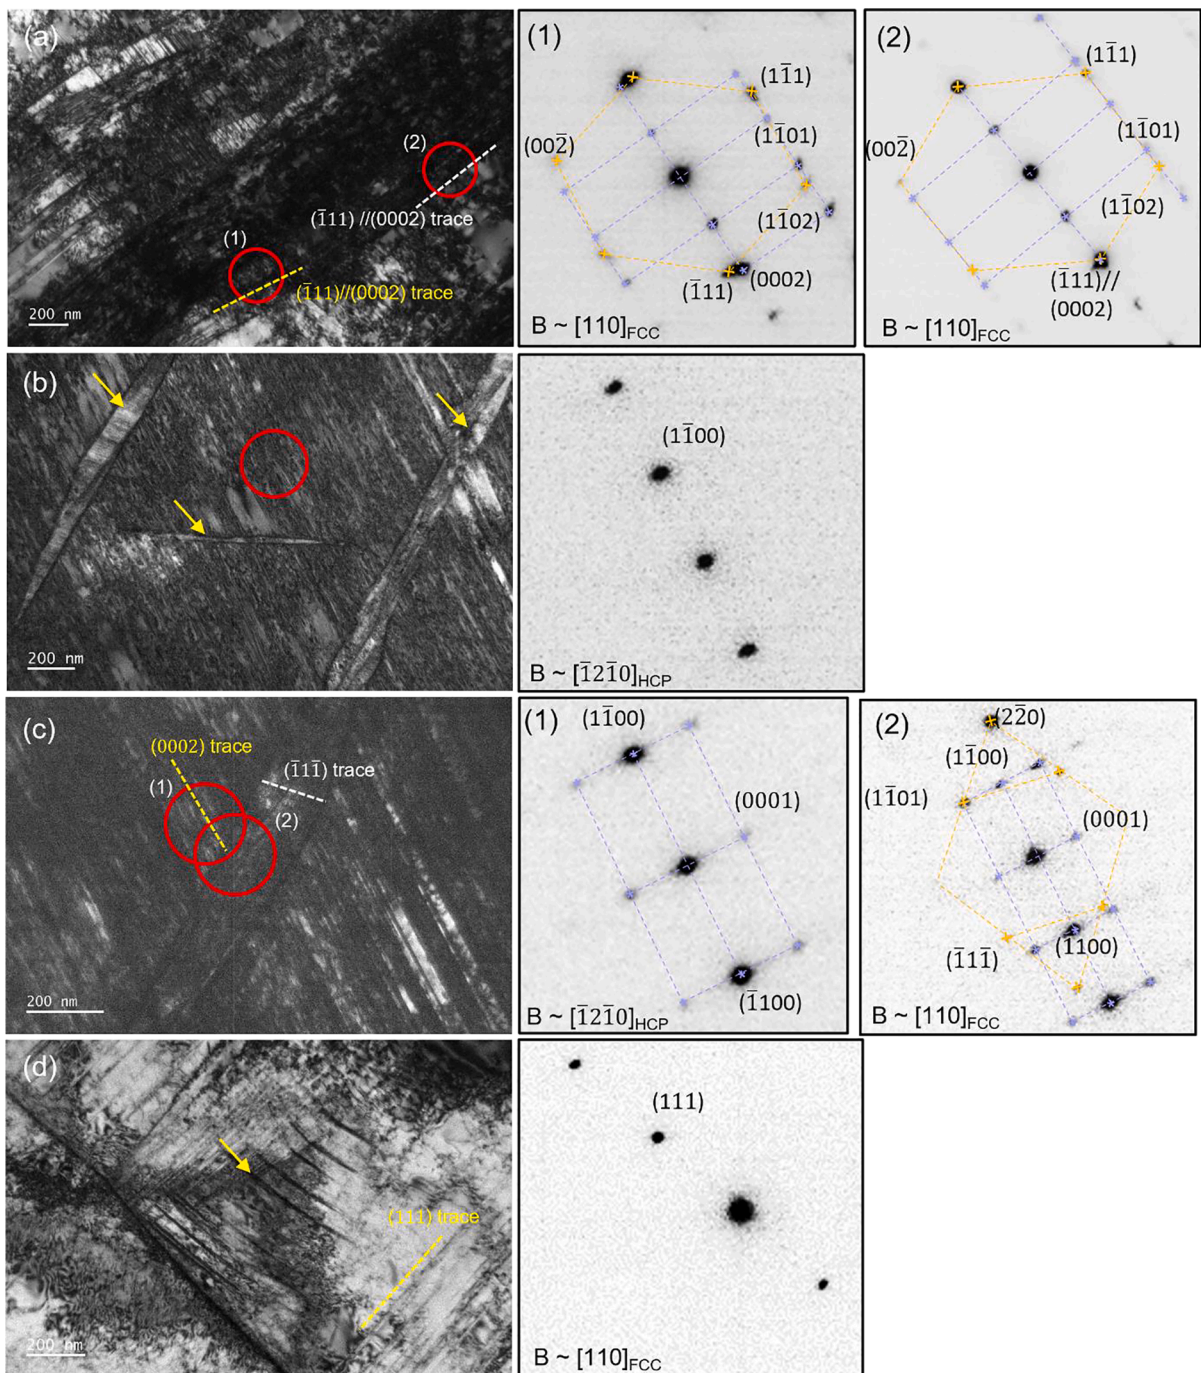 (a)
(2)
(1̅11) //(0002) trace
(1)
(1̅11)//(0002) trace
200 nm
(1)
(11̅1)
(002̅)
(11̅01)
(11̅02)
(0002)
(1̅11)
B ~ [110]FCC
(2)
(11̅1)
(11̅01)
(002̅)
(11̅02)
(1̅11)//
(0002)
B ~ [110]FCC
(b)
200 nm
(11̅00)
B ~ [1̅21̅0]HCP
(c)
(0002) trace
(1̅11̅) trace
(1)
(2)
200 nm
(1)
(11̅00)
(0001)
(1̅100)
B ~ [1̅21̅0]HCP
(2)
(22̅0)
(11̅00)
(11̅01)
(0001)
(1̅100)
(1̅11̅)
B ~ [110]FCC
(d)
(111) trace
200 nm
(111)
B ~ [110]FCC